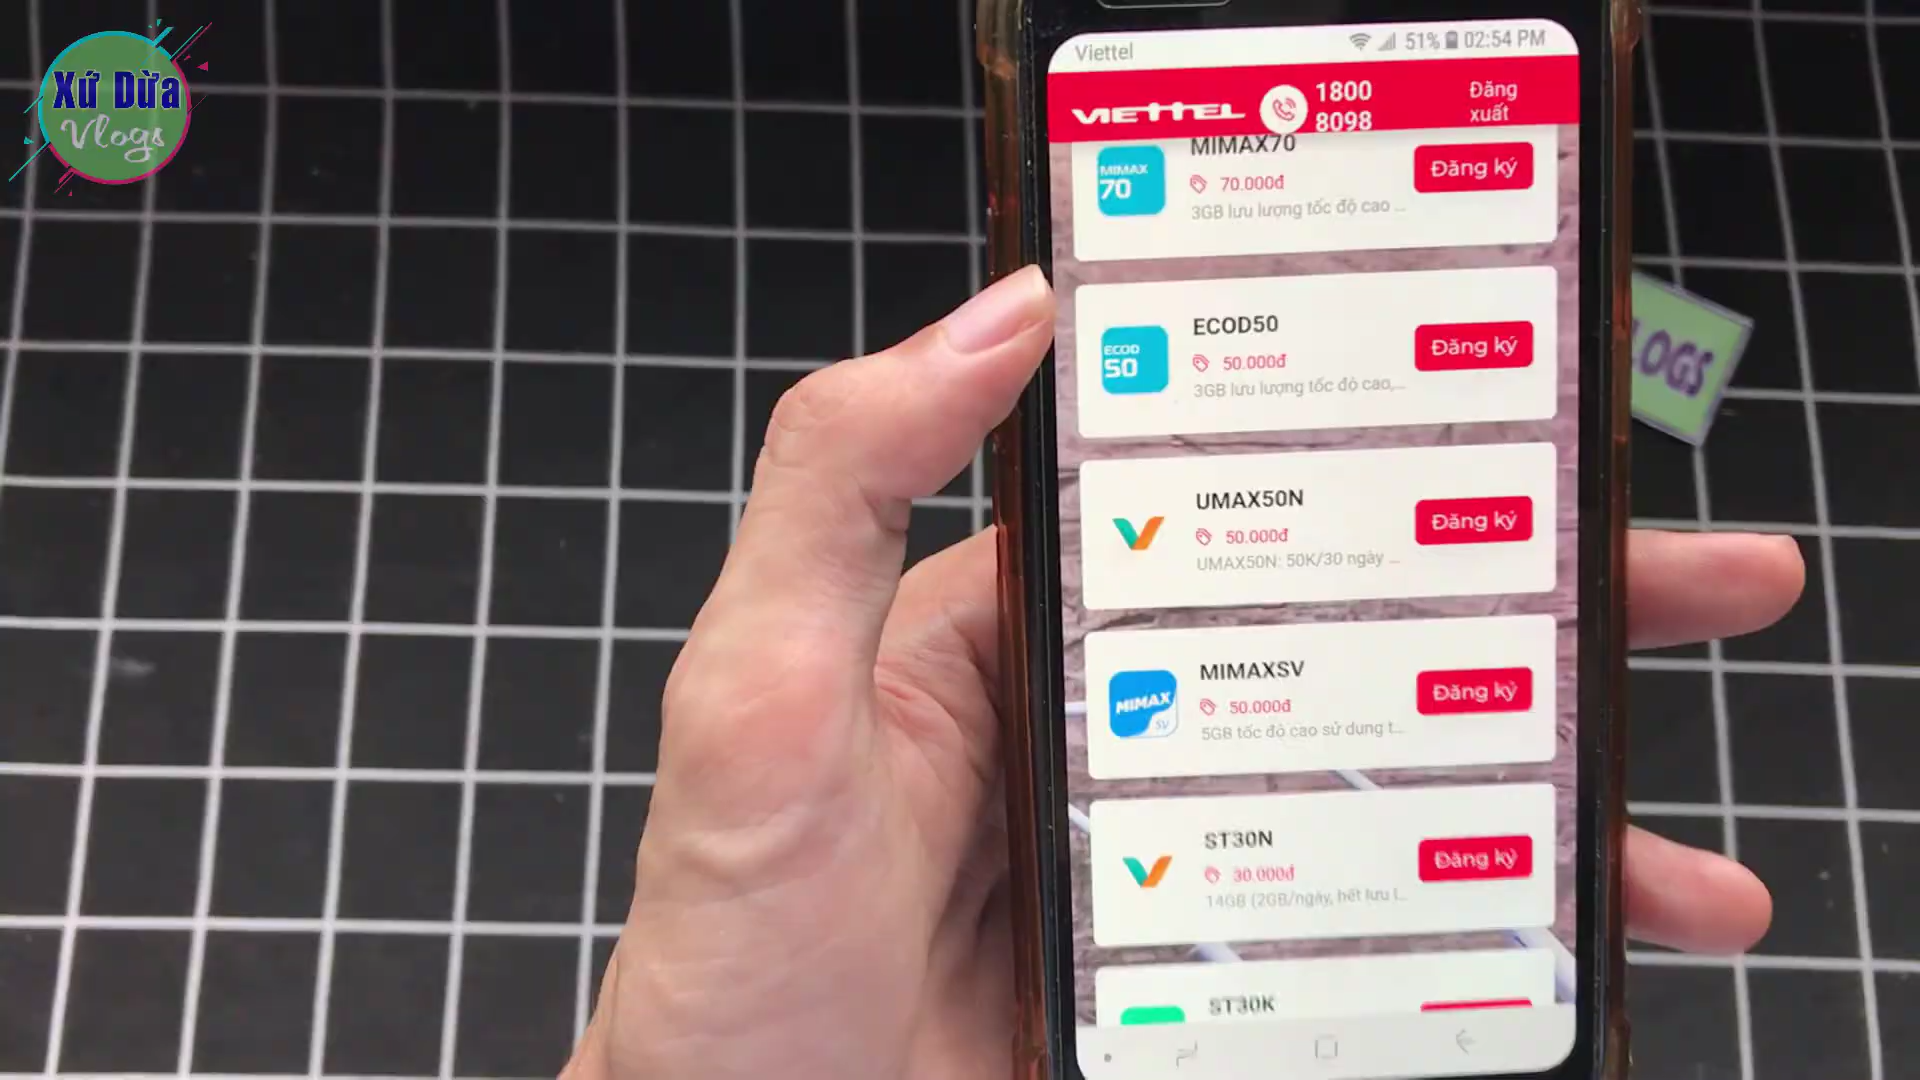 Xứ Dừa
Vlogs
Viettel
51% 02:54 PM
VIETTEL
1800
8098
Đăng
xuất
MIMAX
70
MIMAX70
70.000đ
3GB lưu lượng tốc độ cao ...
Đăng ký
ECOD
50
ECOD50
50.000đ
3GB lưu lượng tốc độ cao,...
Đăng ký
LOGS
UMAX50N
50.000đ
UMAX50N: 50K/30 ngày ...
Đăng ký
MIMAX
SV
MIMAXSV
50.000đ
5GB tốc độ cao sử dụng t...
Đăng ký
ST30N
30.000đ
14GB (2GB/ngày, hết lưu l...
Đăng ký
ST30K